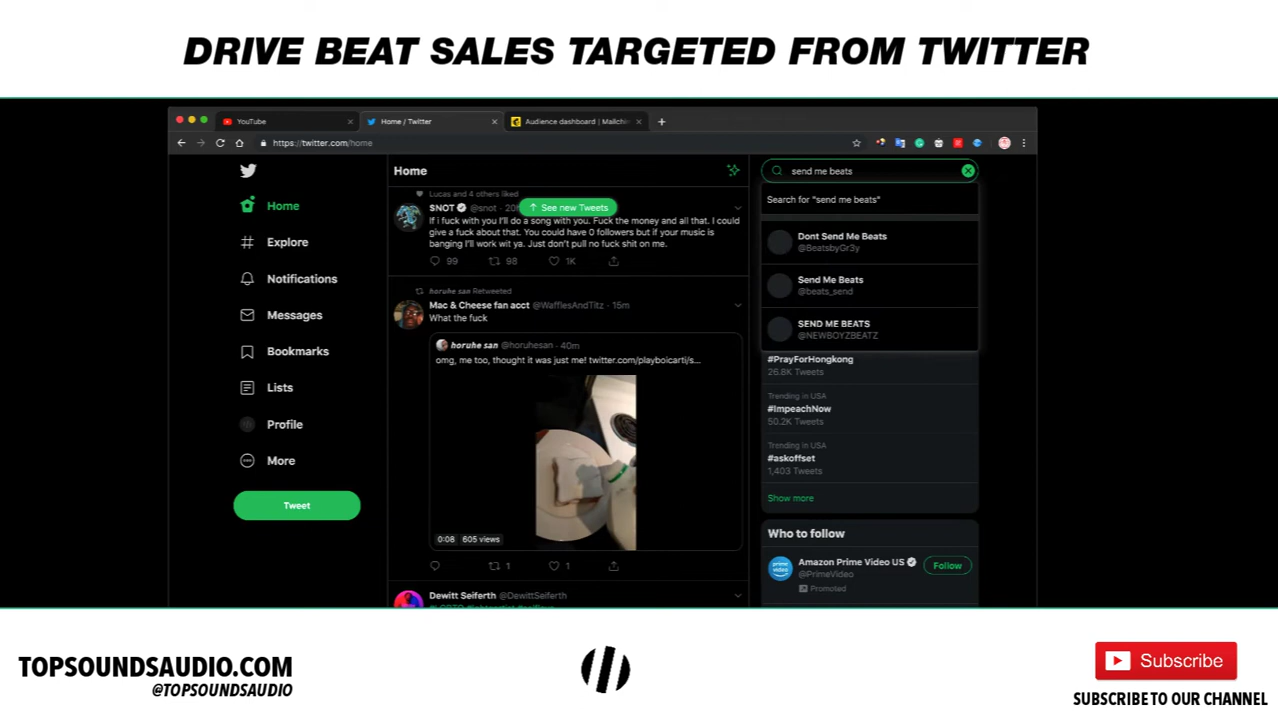 DRIVE BEAT SALES TARGETED FROM TWITTER
YouTube
Home / Twitter
Audience dashboard | Mailchi
https://twitter.com/home
Home
Explore
Notifications
Messages
Bookmarks
Lists
Profile
More
Tweet
Home
Lucas and 4 others liked
SNOT @snot · 20
See new Tweets
If i fuck with you I'll do a song with you. Fuck the money and all that. I could
give a fuck about that. You could have 0 followers but if your music is
banging I'll work wit ya. Just don't pull no fuck shit on me.
99 98 1K
horuhe san Retweeted
Mac & Cheese fan acct @WafflesAndTitz · 15m
What the fuck
horuhe san @horuhesan · 40m
omg, me too, thought it was just me! twitter.com/playboicarti/s...
0:08 605 views
1 1
Dewitt Seiferth @DewittSeiferth
send me beats
Search for "send me beats"
Dont Send Me Beats
@BeatsbyGr3y
Send Me Beats
@beats_send
SEND ME BEATS
@NEWBOYZBEATZ
#PrayForHongkong
26.8K Tweets
Trending in USA
#ImpeachNow
50.2K Tweets
Trending in USA
#askoffset
1,403 Tweets
Show more
Who to follow
Amazon Prime Video US
@PrimeVideo
Follow
Promoted
TOPSOUNDSAUDIO.COM
@TOPSOUNDSAUDIO
Subscribe
SUBSCRIBE TO OUR CHANNEL